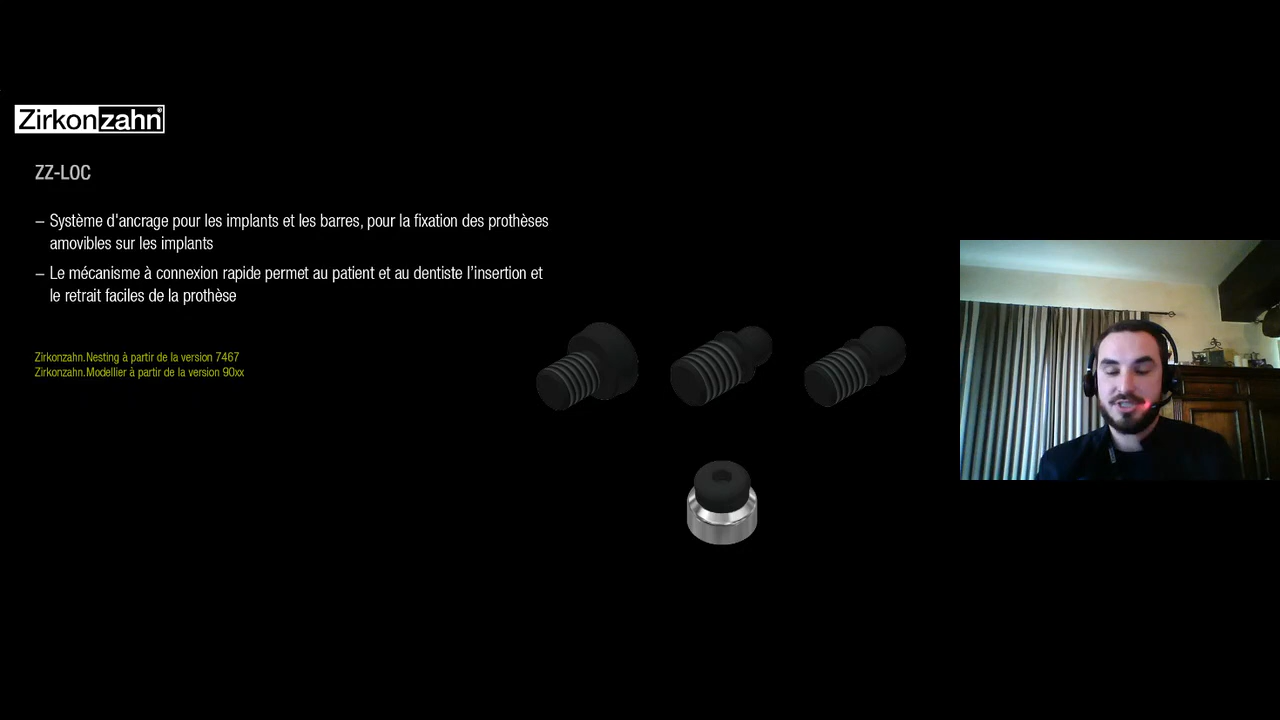 Zirkonzahn®
ZZ-LOC
– Système d'ancrage pour les implants et les barres, pour la fixation des prothèses
amovibles sur les implants
– Le mécanisme à connexion rapide permet au patient et au dentiste l’insertion et
le retrait faciles de la prothèse
Zirkonzahn.Nesting à partir de la version 7467
Zirkonzahn.Modellier à partir de la version 90xx